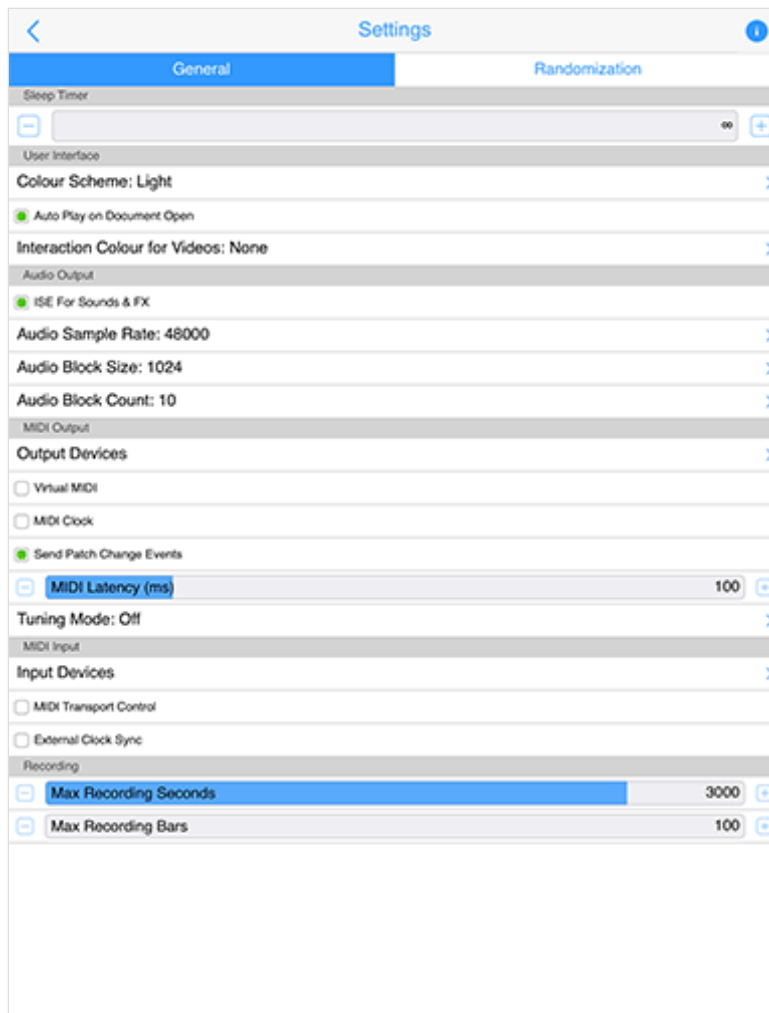 Settings
General Randomization
Sleep Timer
∞
User Interface
Colour Scheme: Light
Auto Play on Document Open
Interaction Colour for Videos: None
Audio Output
ISE For Sounds & FX
Audio Sample Rate: 48000
Audio Block Size: 1024
Audio Block Count: 10
MIDI Output
Output Devices
Virtual MIDI
MIDI Clock
Send Patch Change Events
MIDI Latency (ms) 100
Tuning Mode: Off
MIDI Input
Input Devices
MIDI Transport Control
External Clock Sync
Recording
Max Recording Seconds 3000
Max Recording Bars 100